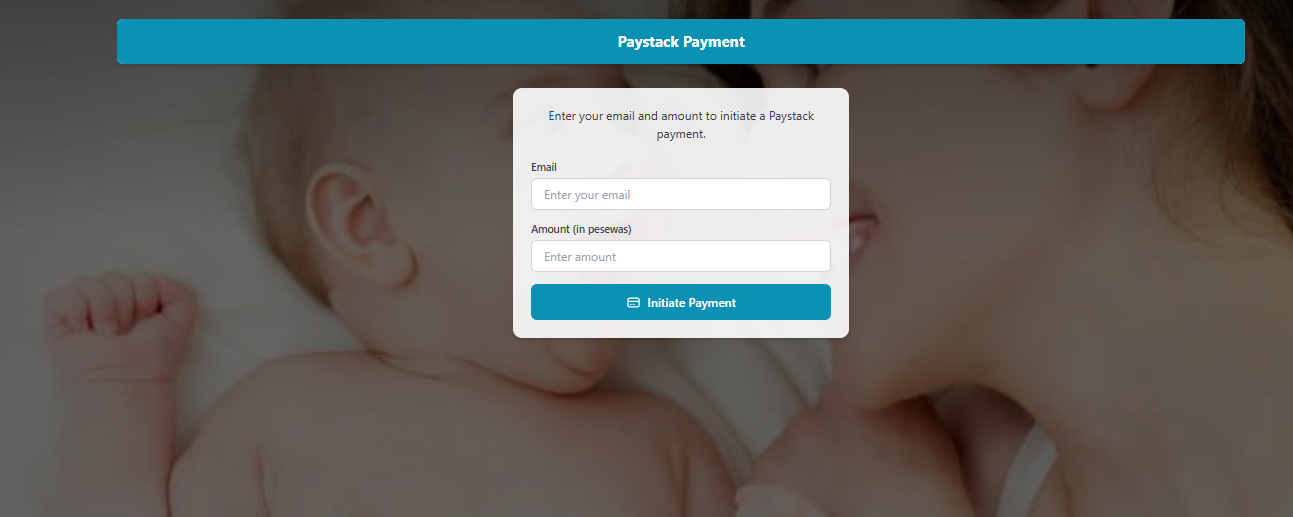 Paystack Payment
Enter your email and amount to initiate a Paystack
payment.
Email
Enter your email
Amount (in pesewas)
Enter amount
Initiate Payment